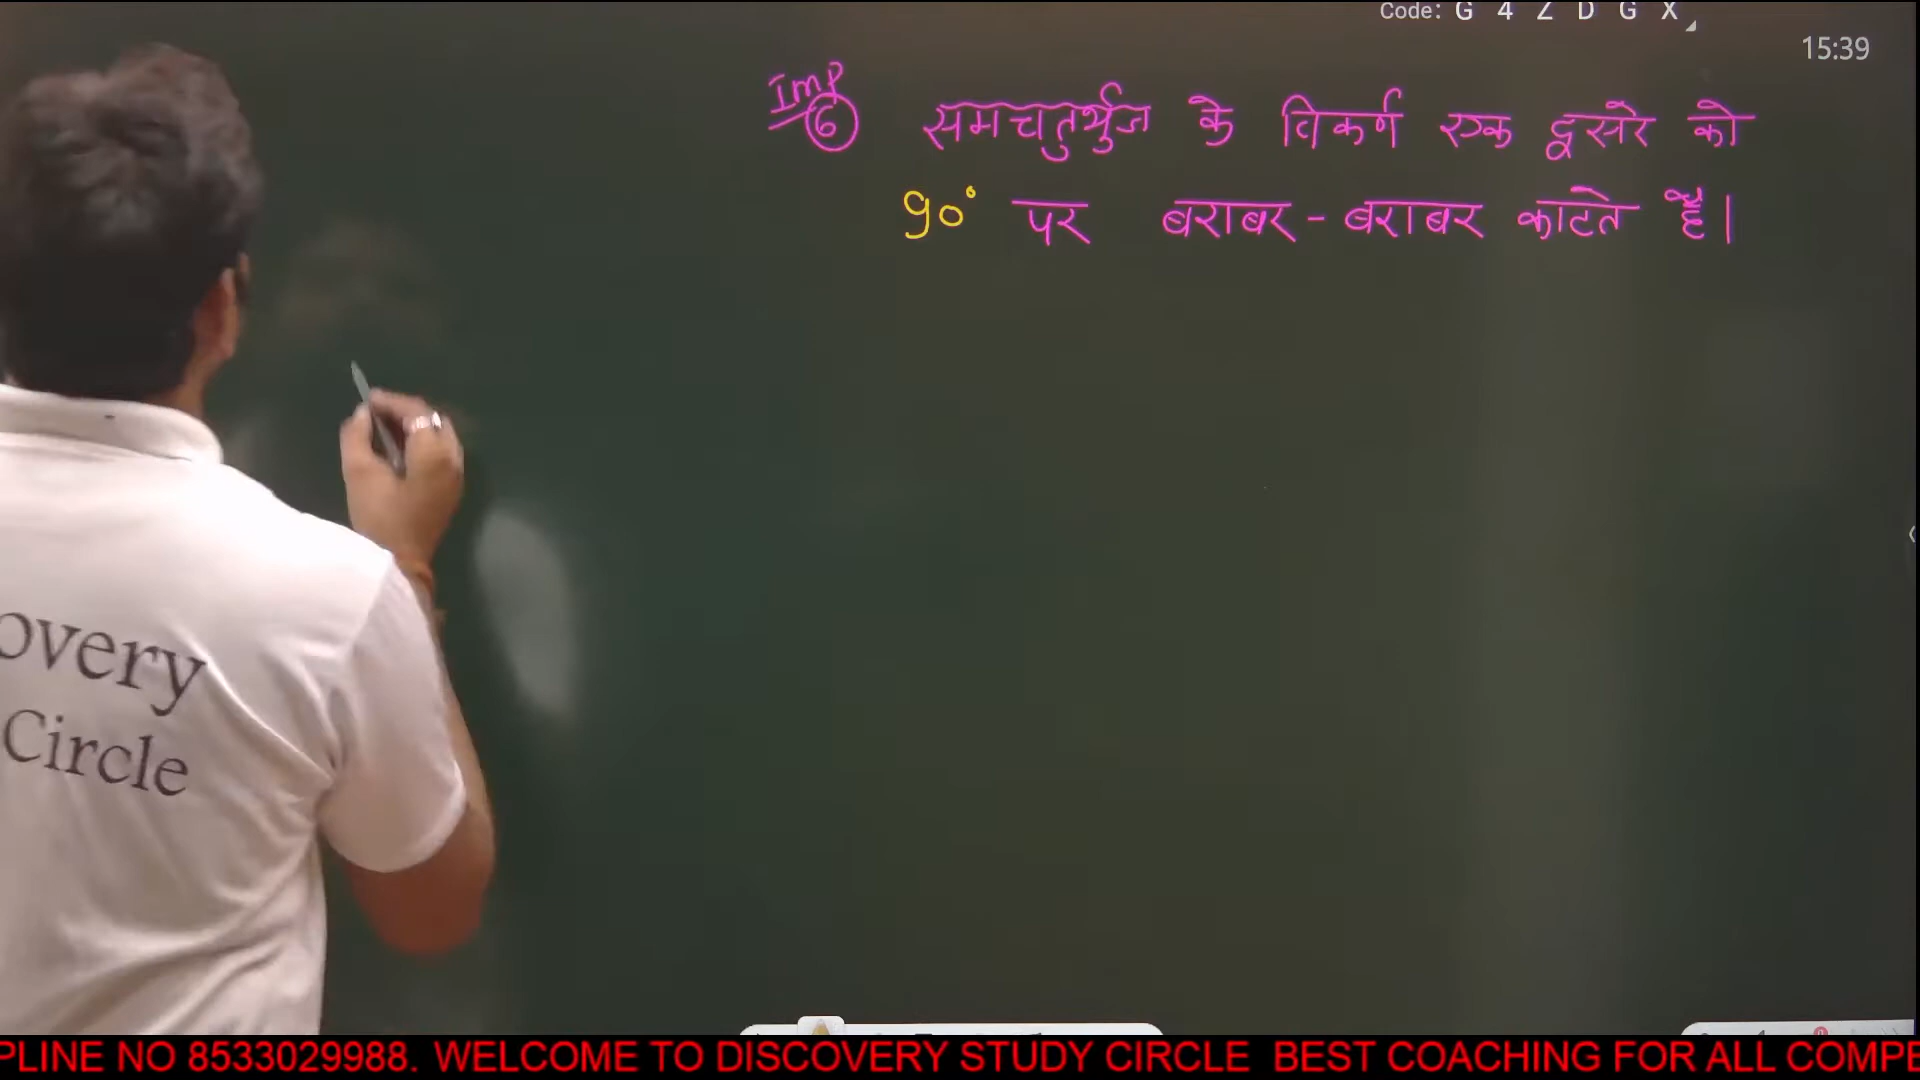 Code: G 4 Z D G X
15:39
Imp
6 समचतुर्भुज के विकर्ण एक दूसरे को
90° पर बराबर - बराबर काटते हैं।
overy
Circle
PLINE NO 8533029988. WELCOME TO DISCOVERY STUDY CIRCLE BEST COACHING FOR ALL COMPE